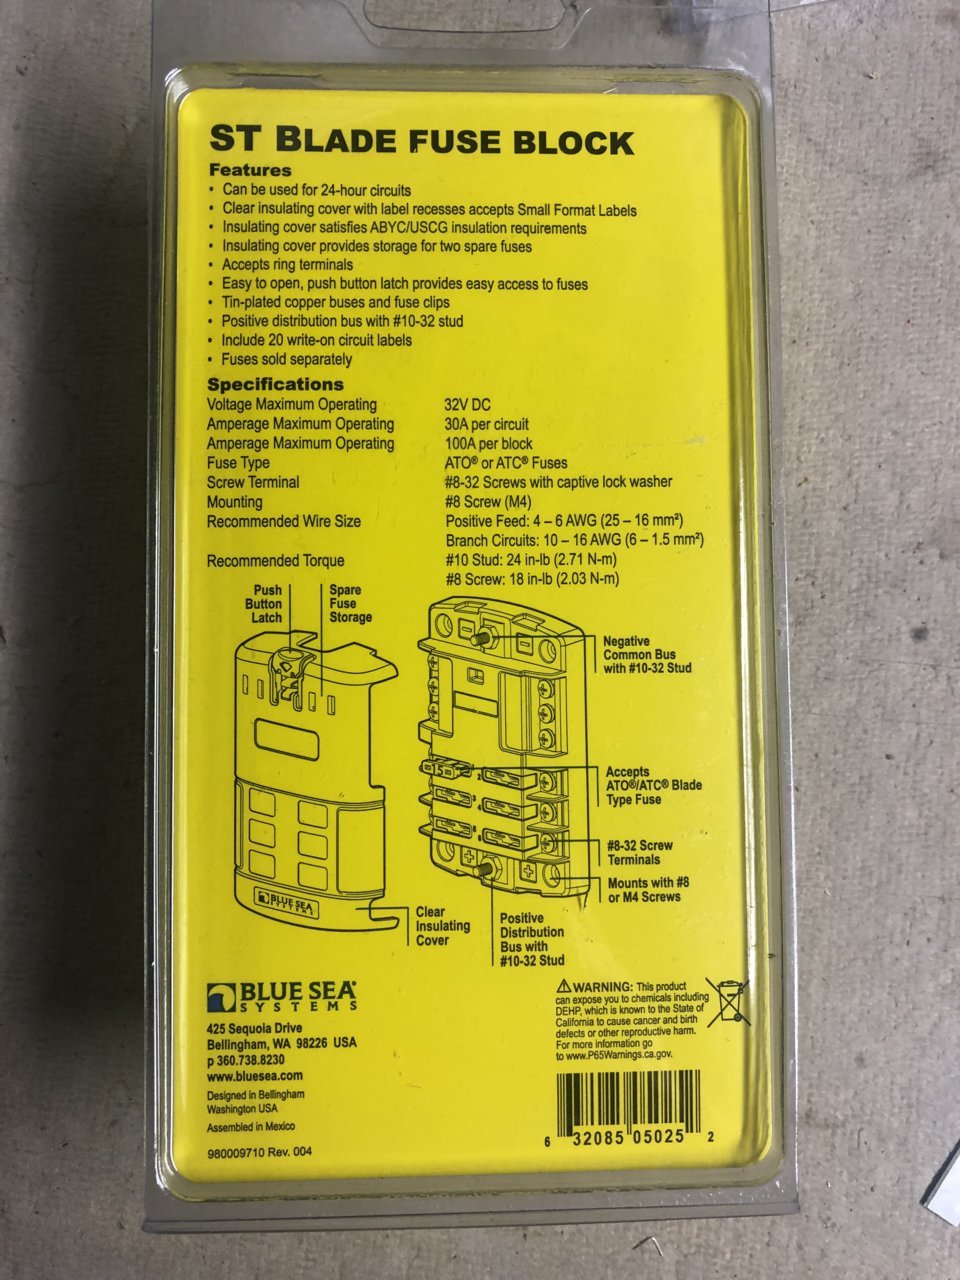 ST BLADE FUSE BLOCK
Features
• Can be used for 24-hour circuits
• Clear insulating cover with label recesses accepts Small Format Labels
• Insulating cover satisfies ABYC/USCG insulation requirements
• Insulating cover provides storage for two spare fuses
• Accepts ring terminals
• Easy to open, push button latch provides easy access to fuses
• Tin-plated copper buses and fuse clips
• Positive distribution bus with #10-32 stud
• Include 20 write-on circuit labels
• Fuses sold separately
Specifications
Voltage Maximum Operating 32V DC
Amperage Maximum Operating 30A per circuit
Amperage Maximum Operating 100A per block
Fuse Type ATO® or ATC® Fuses
Screw Terminal #8-32 Screws with captive lock washer
Mounting #8 Screw (M4)
Recommended Wire Size Positive Feed: 4 – 6 AWG (25 – 16 mm²)
Branch Circuits: 10 – 16 AWG (6 – 1.5 mm²)
Recommended Torque #10 Stud: 24 in-lb (2.71 N-m)
#8 Screw: 18 in-lb (2.03 N-m)
Push
Button
Latch
Spare
Fuse
Storage
Negative
Common Bus
with #10-32 Stud
Accepts
ATO®/ATC® Blade
Type Fuse
#8-32 Screw
Terminals
Mounts with #8
or M4 Screws
15
2
3
4
5
6
BLUE SEA
SYSTEMS
Clear
Insulating
Cover
Positive
Distribution
Bus with
#10-32 Stud
BLUE SEA®
SYSTEMS
425 Sequoia Drive
Bellingham, WA 98226 USA
p 360.738.8230
www.bluesea.com
Designed in Bellingham
Washington USA
Assembled in Mexico
980009710 Rev. 004
⚠WARNING: This product
can expose you to chemicals including
DEHP, which is known to the State of
California to cause cancer and birth
defects or other reproductive harm.
For more information go
to www.P65Warnings.ca.gov.
6 32085 05025 2